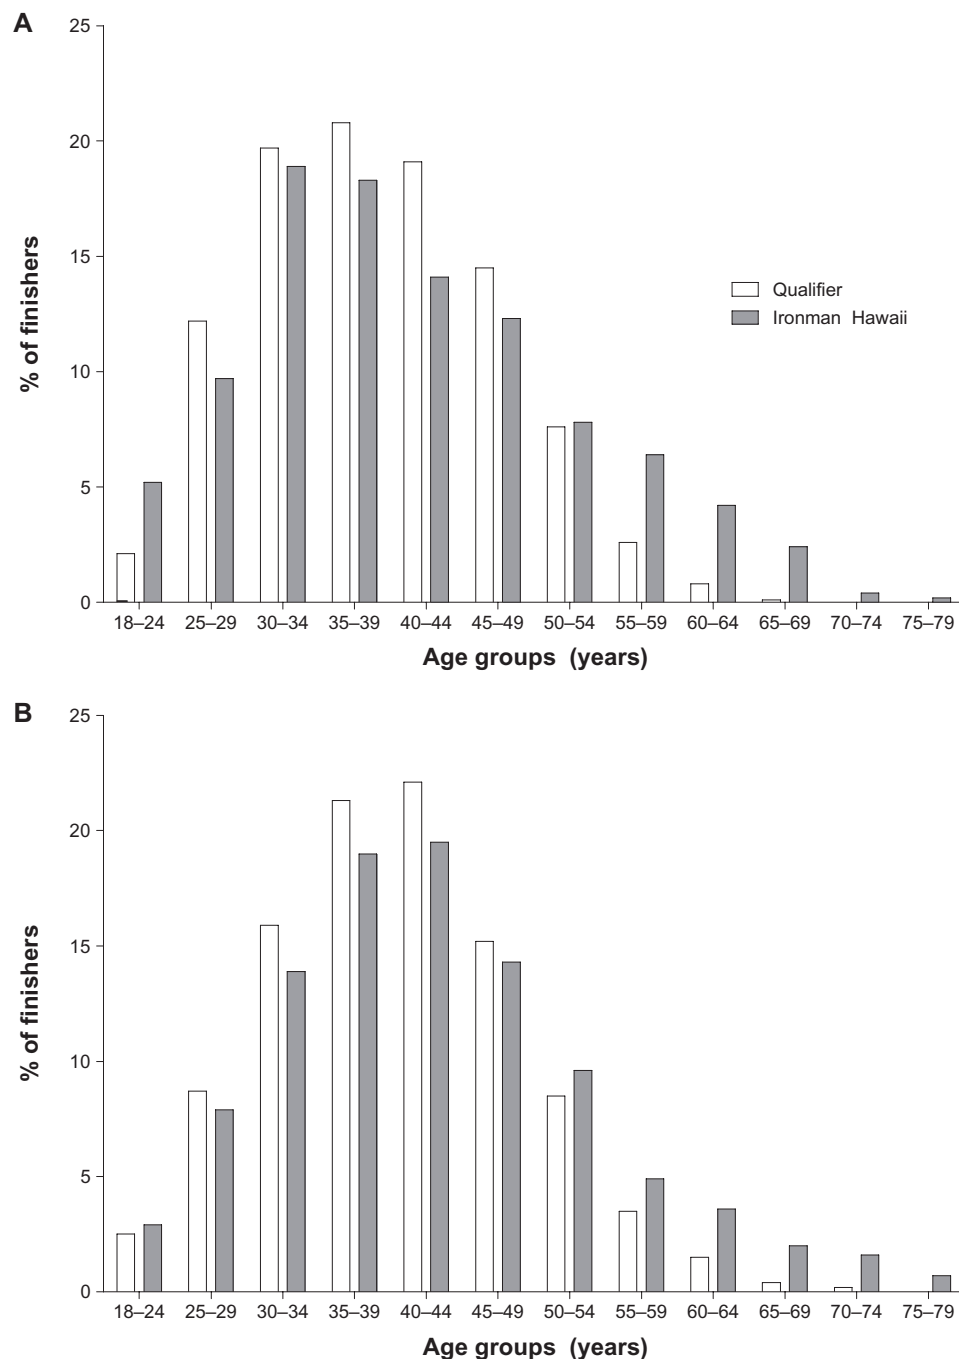 A
25
20
15
10
5
0
% of finishers
Qualifier
Ironman Hawaii
18–24 25–29 30–34 35–39 40–44 45–49 50–54 55–59 60–64 65–69 70–74 75–79
Age groups (years)
B
25
20
15
10
5
0
% of finishers
18–24 25–29 30–34 35–39 40–44 45–49 50–54 55–59 60–64 65–69 70–74 75–79
Age groups (years)